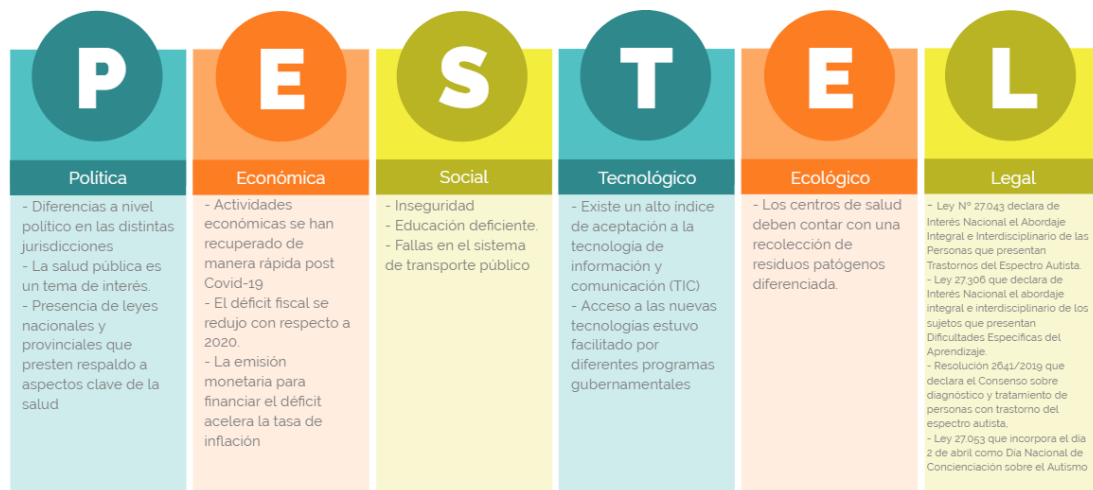 P
Política
- Diferencias a nivel
político en las distintas
jurisdicciones
- La salud pública es
un tema de interés.
- Presencia de leyes
nacionales y
provinciales que
presten respaldo a
aspectos clave de la
salud
E
Económica
- Actividades
económicas se han
recuperado de
manera rápida post
Covid-19
- El déficit fiscal se
redujo con respecto a
2020.
- La emisión
monetaria para
financiar el déficit
acelera la tasa de
inflación
S
Social
- Inseguridad
- Educación deficiente.
- Fallas en el sistema
de transporte público
T
Tecnológico
- Existe un alto índice
de aceptación a la
tecnología de
información y
comunicación (TIC)
- Acceso a las nuevas
tecnologías estuvo
facilitado por
diferentes programas
gubernamentales
E
Ecológico
- Los centros de salud
deben contar con una
recolección de
residuos patógenos
diferenciada.
L
Legal
- Ley Nº 27.043 declara de
Interés Nacional el Abordaje
Integral e Interdisciplinario de las
Personas que presentan
Trastornos del Espectro Autista.
- Ley 27.306 que declara de
Interés Nacional el abordaje
integral e interdisciplinario de los
sujetos que presentan
Dificultades Específicas del
Aprendizaje.
- Resolución 2641/2019 que
declara el Consenso sobre
diagnóstico y tratamiento de
personas con trastorno del
espectro autista,
- Ley 27.053 que incorpora el día
2 de abril como Día Nacional de
Concienciación sobre el Autismo